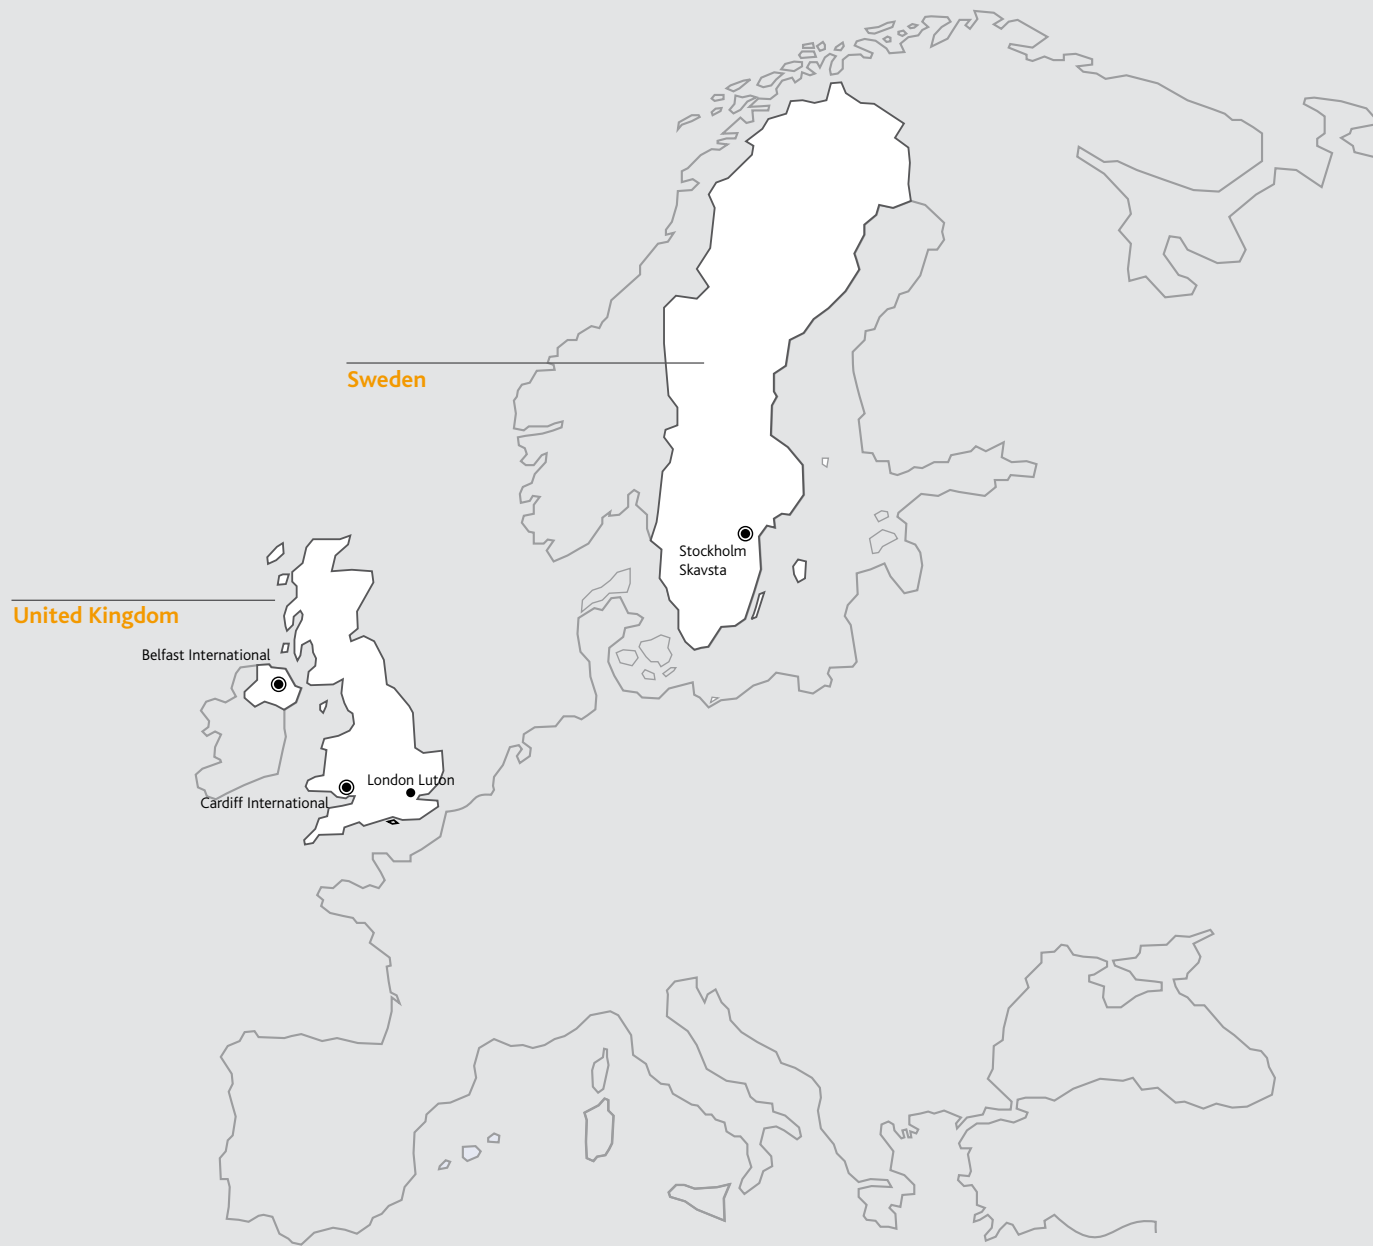 Sweden
Stockholm
Skavsta
United Kingdom
Belfast International
London Luton
Cardiff International